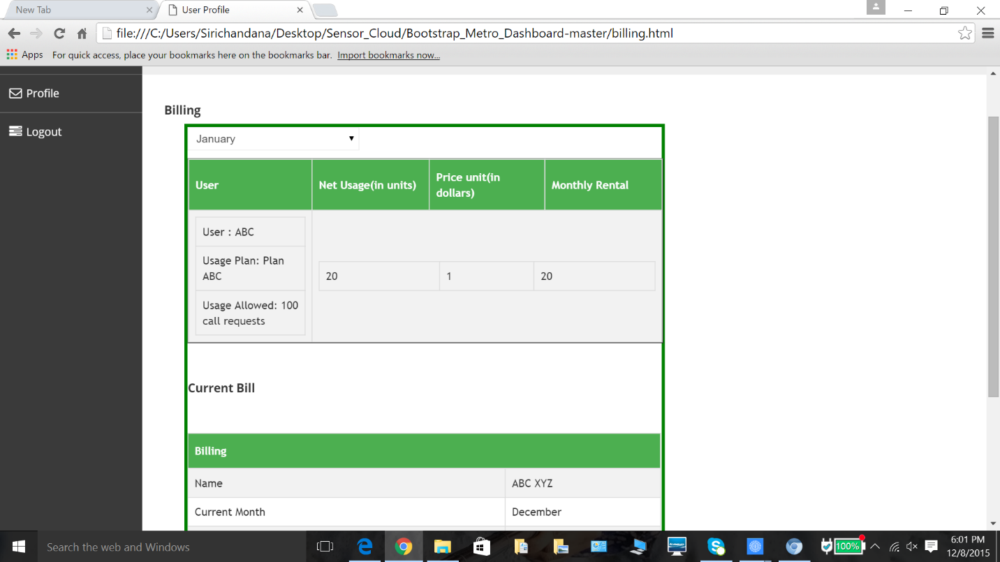 New Tab
User Profile
file:///C:/Users/Sirichandana/Desktop/Sensor_Cloud/Bootstrap_Metro_Dashboard-master/billing.html
Apps For quick access, place your bookmarks here on the bookmarks bar. Import bookmarks now...
Profile
Logout
Billing
January
User
Net Usage(in units)
Price unit(in
dollars)
Monthly Rental
User : ABC
Usage Plan: Plan
ABC
Usage Allowed: 100
call requests
20
1
20
Current Bill
Billing
Name
ABC XYZ
Current Month
December
Search the web and Windows
100%
6:01 PM
12/8/2015